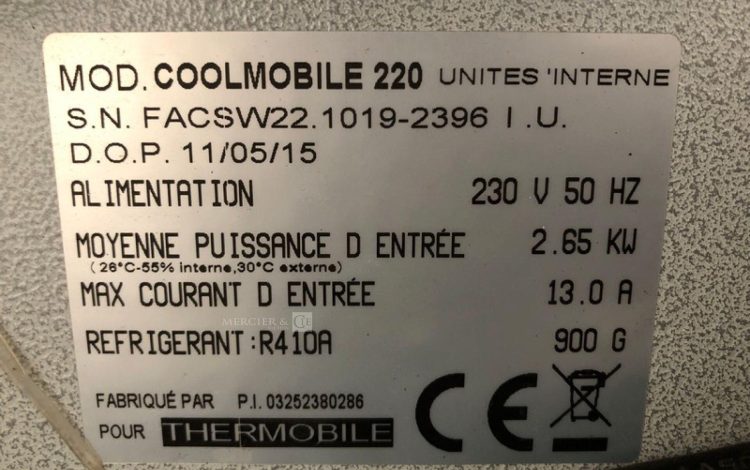 MOD. COOLMOBILE 220 UNITES 'INTERNE
S.N. FACSW22.1019-2396 I.U.
D.O.P. 11/05/15
ALIMENTATION 230 V 50 HZ
MOYENNE PUISSANCE D ENTRÉE 2.65 KW
(26°C-55% interne,30°C externe)
MAX COURANT D ENTRÉE 13.0 A
MERCIER & CIE
REFRIGERANT:R410A 900 G
FABRIQUÉ PAR P.I. 03252380286
POUR THERMOBILE
CE